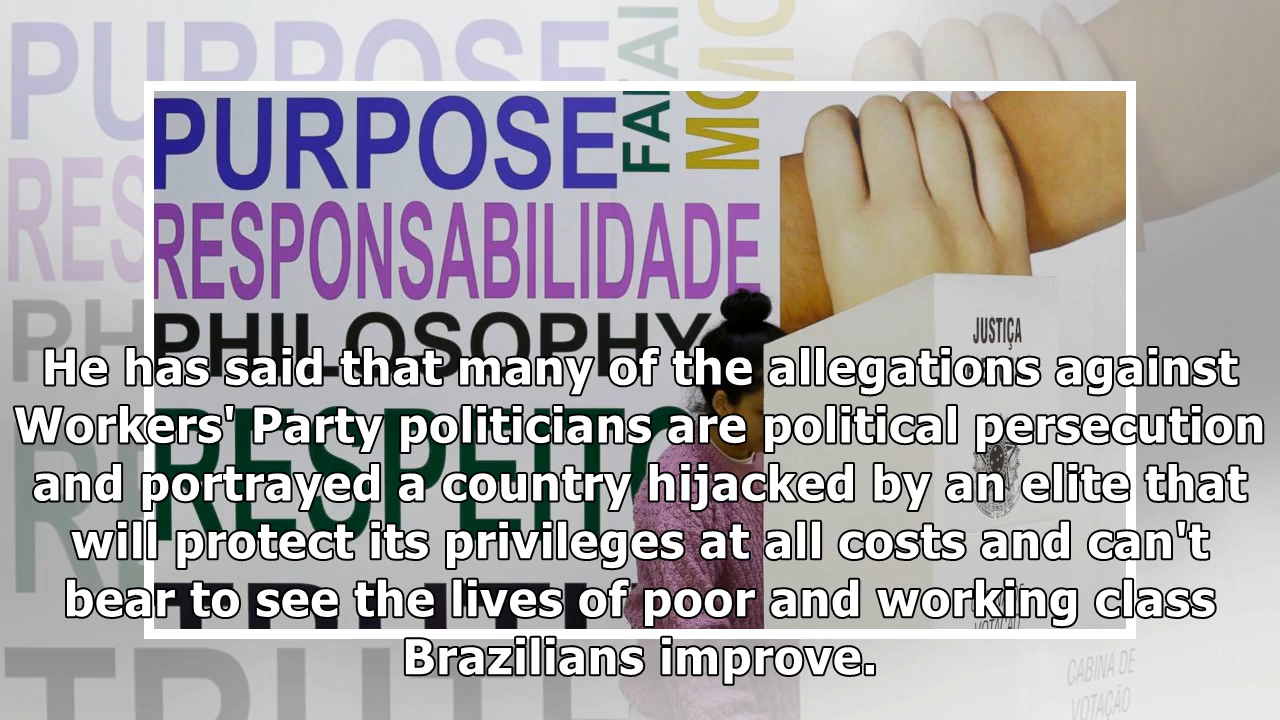 PURPOSE
FAI
MO
RESPONSABILIDADE
PHILOSOPHY
RESPEITO
JUSTIÇA
He has said that many of the allegations against
Workers' Party politicians are political persecution
and portrayed a country hijacked by an elite that
will protect its privileges at all costs and can't
bear to see the lives of poor and working class
Brazilians improve.
CABINA DE
VOTAÇÃO